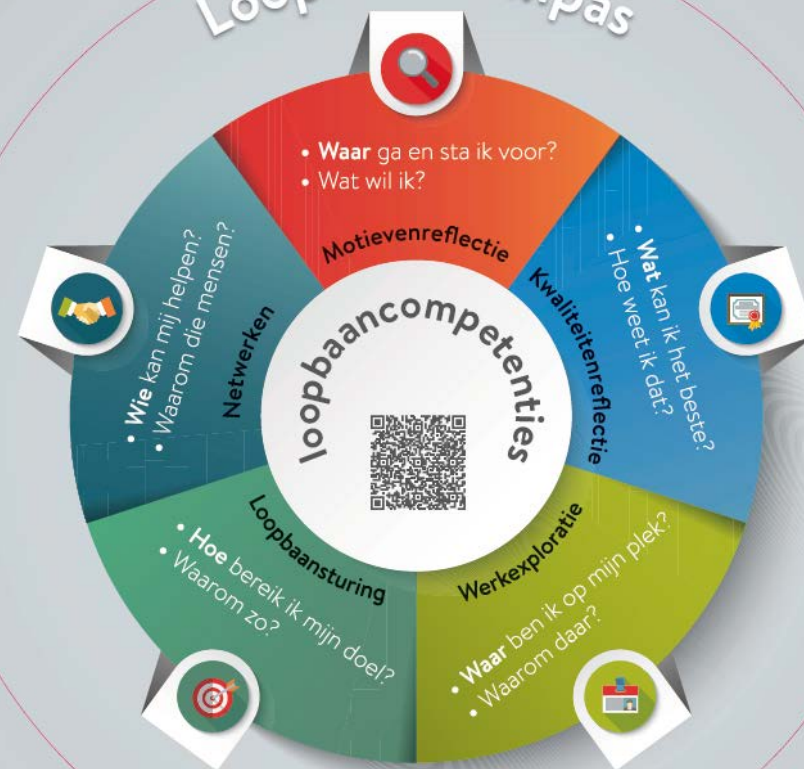 • Waar ga en sta ik voor?
• Wat wil ik?
Motievenreflectie
• Wat kan ik het beste?
• Hoe weet ik dat?
Kwaliteitenreflectie
• Waar ben ik op mijn plek?
• Waarom daar?
Werkexploratie
• Hoe bereik ik mijn doel?
• Waarom zo?
Loopbaansturing
• Wie kan mij helpen?
• Waarom die mensen?
Netwerken
loopbaancompetenties